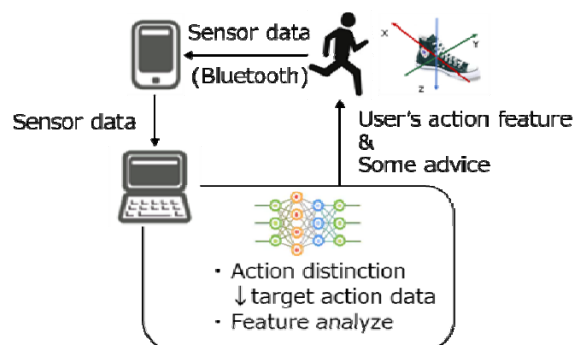 Sensor data
(Bluetooth)
X
Y
Z
Sensor data
User's action feature
&
Some advice
・Action distinction
↓target action data
・Feature analyze